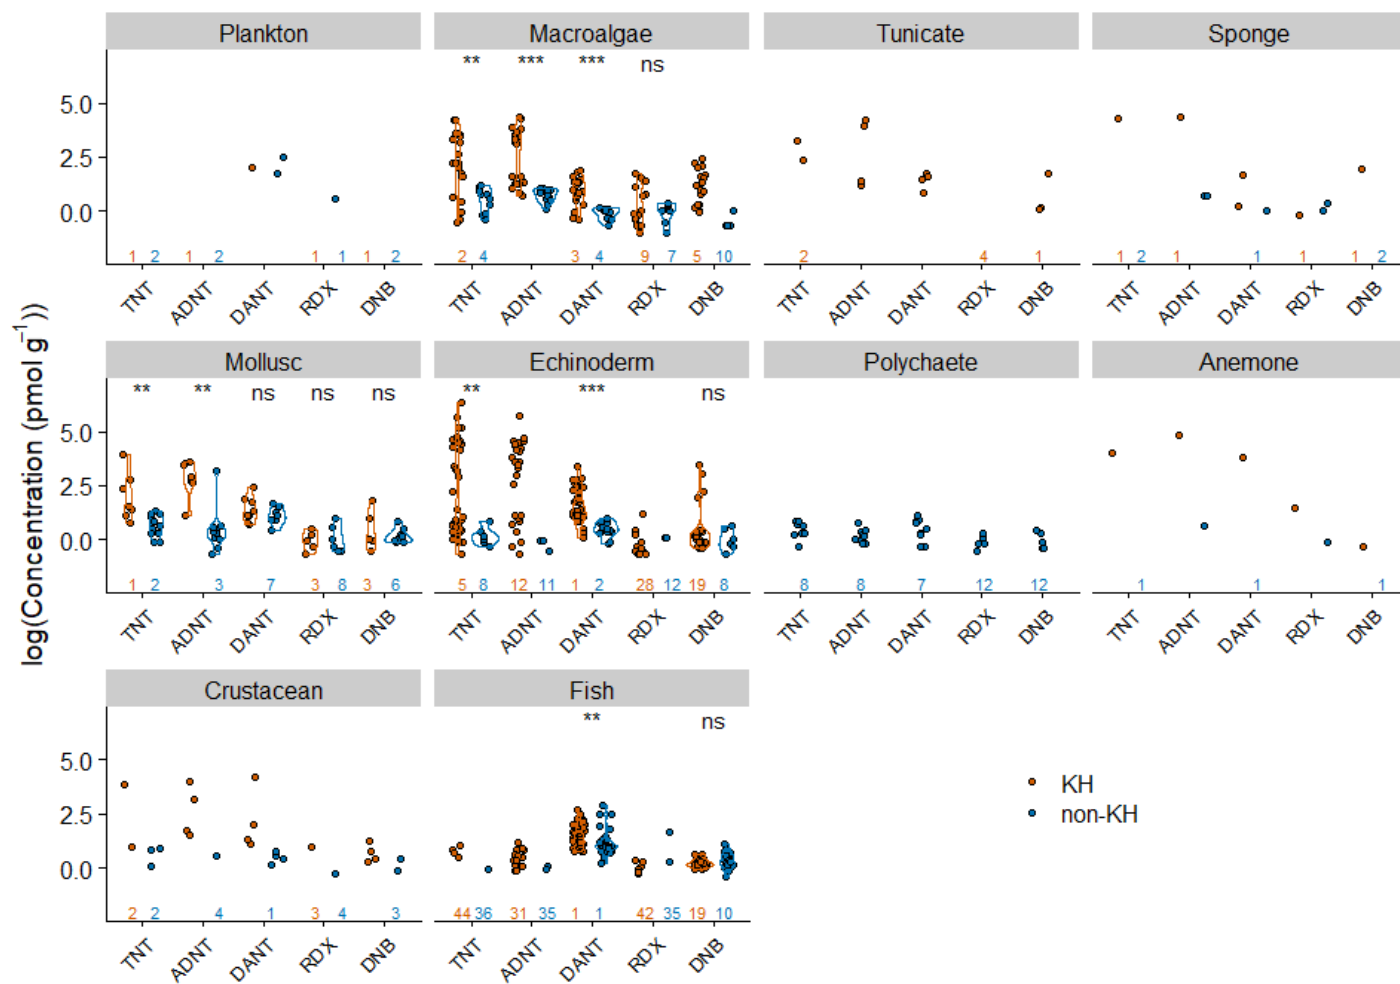 Plankton Macroalgae Tunicate Sponge
** *** *** ns
5.0
2.5
0.0
1 2 1 2 1 1 1 2 2 4 3 4 9 7 5 10 2 4 1 1 2 1 1 1 1 2
TNT ADNT DANT RDX DNB TNT ADNT DANT RDX DNB TNT ADNT DANT RDX DNB TNT ADNT DANT RDX DNB
log(Concentration (pmol g⁻¹))
Mollusc Echinoderm Polychaete Anemone
** ** ns ns ns ** *** ns
5.0
2.5
0.0
1 2 3 7 3 8 3 6 5 8 12 11 1 2 28 12 19 8 8 8 7 12 12 1 1 1
TNT ADNT DANT RDX DNB TNT ADNT DANT RDX DNB TNT ADNT DANT RDX DNB TNT ADNT DANT RDX DNB
Crustacean Fish
** ns
5.0
2.5
0.0
2 2 4 1 3 4 3 44 36 31 35 1 1 42 35 19 10
TNT ADNT DANT RDX DNB TNT ADNT DANT RDX DNB
KH
non-KH